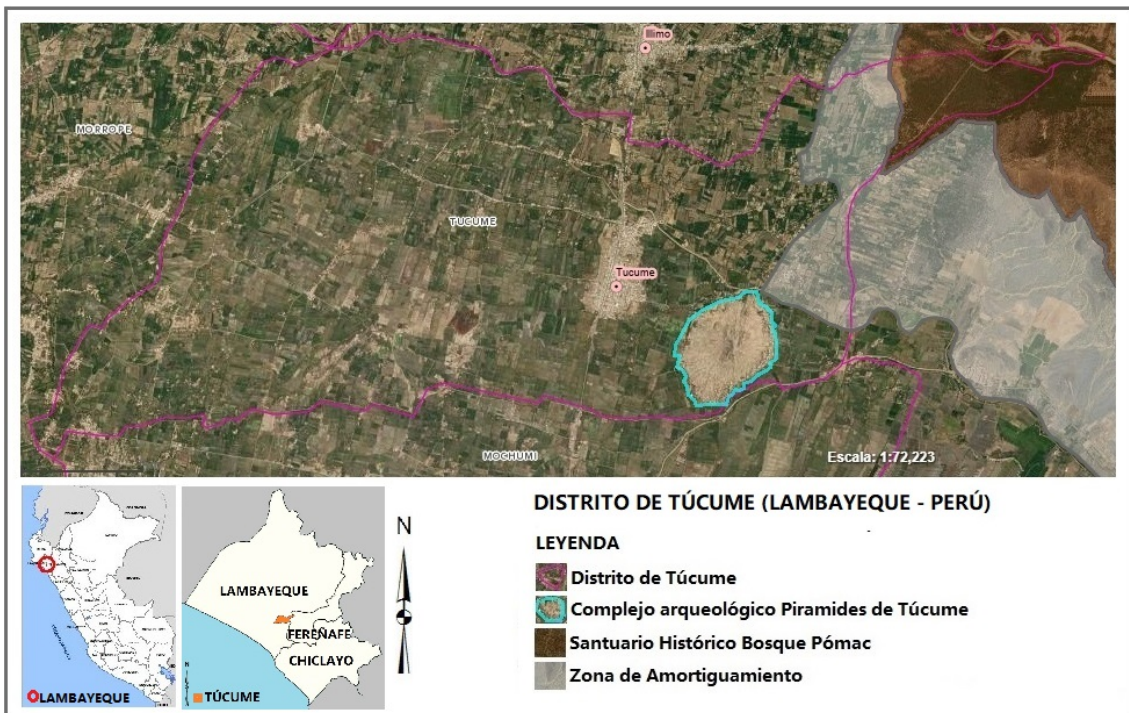 Illimo
MORROPE
TUCUME
Tucume
MOCHUMI
Escala: 1:72,223
DISTRITO DE TÚCUME (LAMBAYEQUE - PERÚ)
LEYENDA
Distrito de Túcume
Complejo arqueológico Piramides de Túcume
Santuario Histórico Bosque Pómac
Zona de Amortiguamiento
LAMBAYEQUE
LAMBAYEQUE
FEREÑAFE
CHICLAYO
N
TÚCUME
N